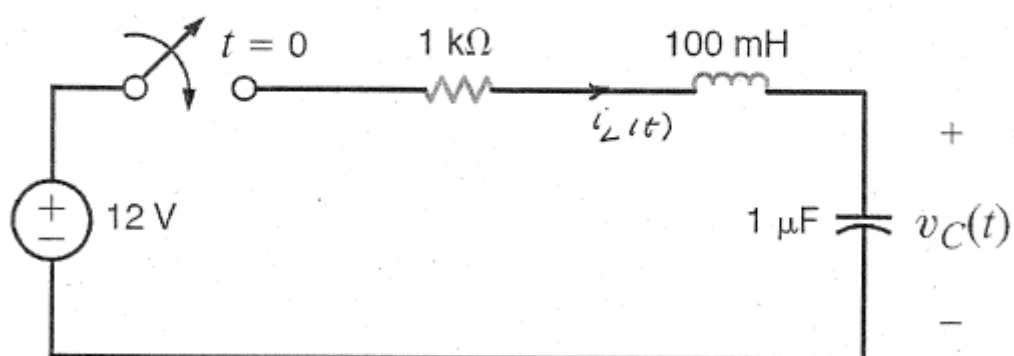 t = 0
1 kΩ
100 mH
i_L(t)
+
12 V
+
−
1 μF
v_C(t)
−